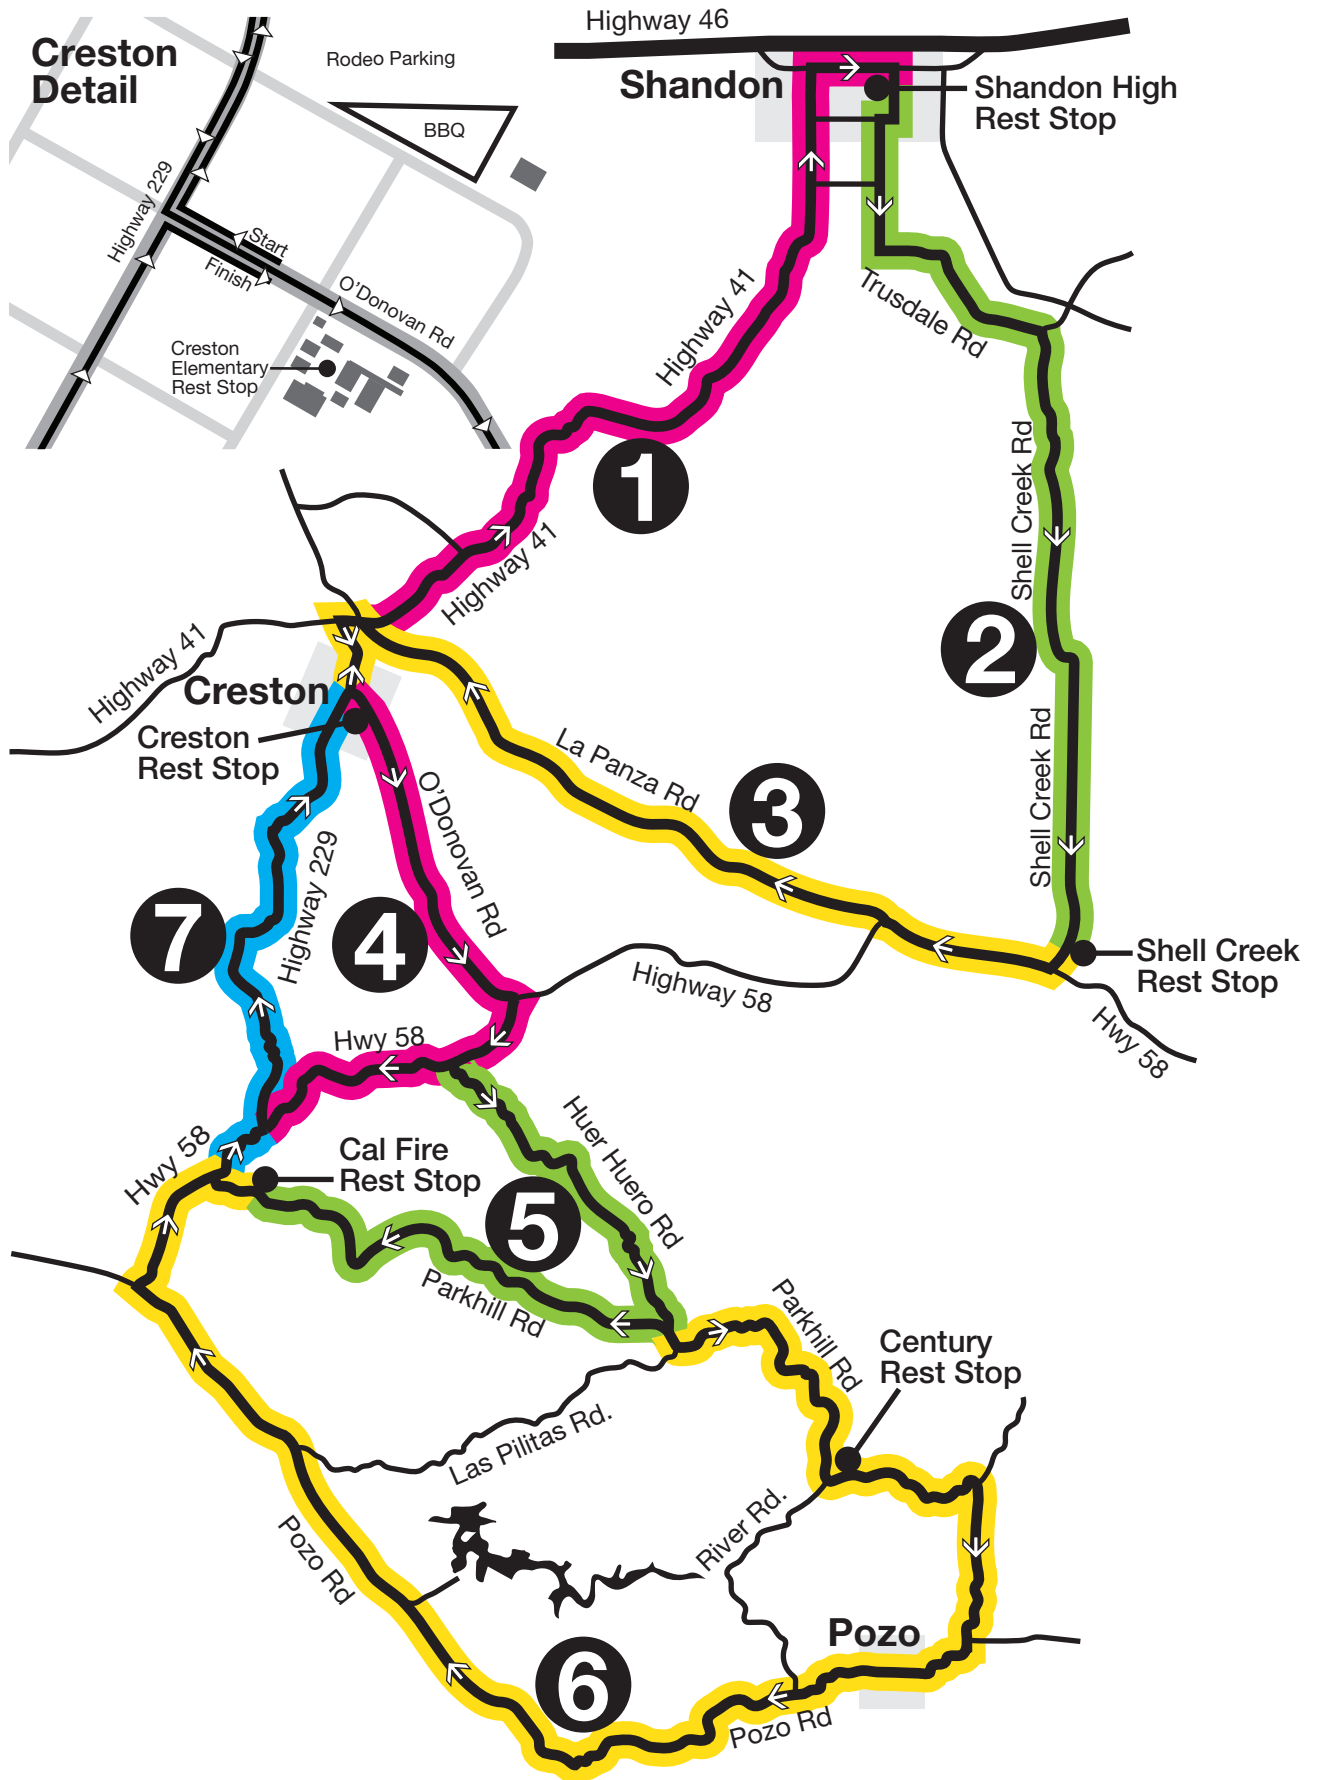 Highway 46
Creston
Detail
Rodeo Parking
BBQ
Highway 229
Start
Finish
O'Donovan Rd
Creston
Elementary
Rest Stop
Shandon
Shandon High
Rest Stop
Highway 41
Trusdale Rd
1
Highway 41
Shell Creek Rd
2
Highway 41
Creston
Creston
Rest Stop
La Panza Rd
3
Shell Creek Rd
O'Donovan Rd
Highway 229
7
4
Highway 58
Shell Creek
Rest Stop
Hwy 58
Hwy 58
Hwy 58
Cal Fire
Rest Stop
Huer Huero Rd
5
Parkhill Rd
Parkhill Rd
Century
Rest Stop
Las Pilitas Rd.
River Rd.
Pozo Rd
Pozo
6
Pozo Rd